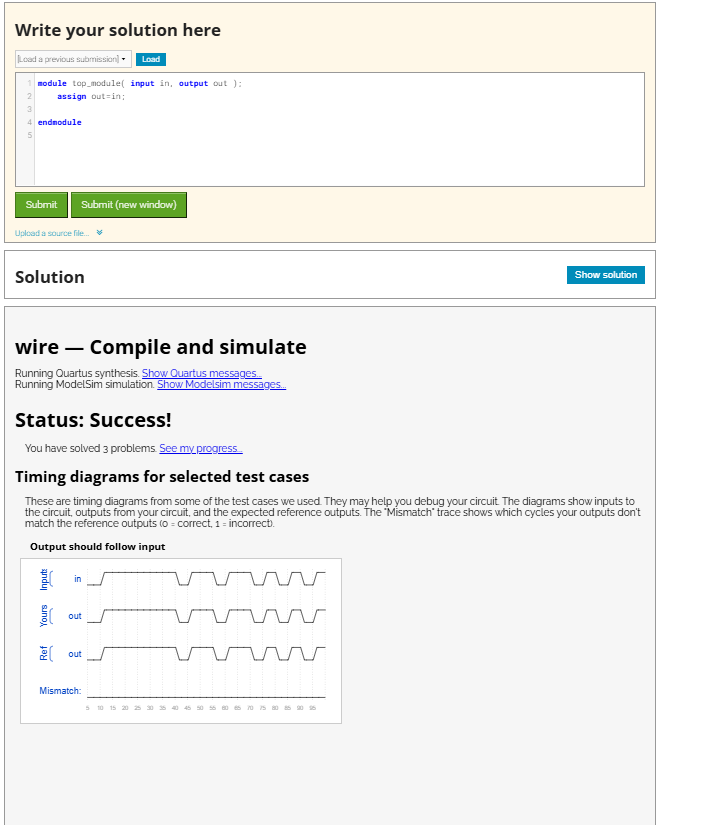 Write your solution here
[Load a previous submission]
Load
1 module top_module( input in, output out );
2 assign out=in;
3
4 endmodule
5
Submit
Submit (new window)
Upload a source file...
Solution
Show solution
wire — Compile and simulate
Running Quartus synthesis. Show Quartus messages...
Running ModelSim simulation. Show Modelsim messages...
Status: Success!
You have solved 3 problems. See my progress...
Timing diagrams for selected test cases
These are timing diagrams from some of the test cases we used. They may help you debug your circuit. The diagrams show inputs to
the circuit, outputs from your circuit, and the expected reference outputs. The "Mismatch" trace shows which cycles your outputs don't
match the reference outputs (0 = correct, 1 = incorrect).
Output should follow input
Inputs in
Yours out
Ref out
Mismatch:
5 10 15 20 25 30 35 40 45 50 55 60 65 70 75 80 85 90 95